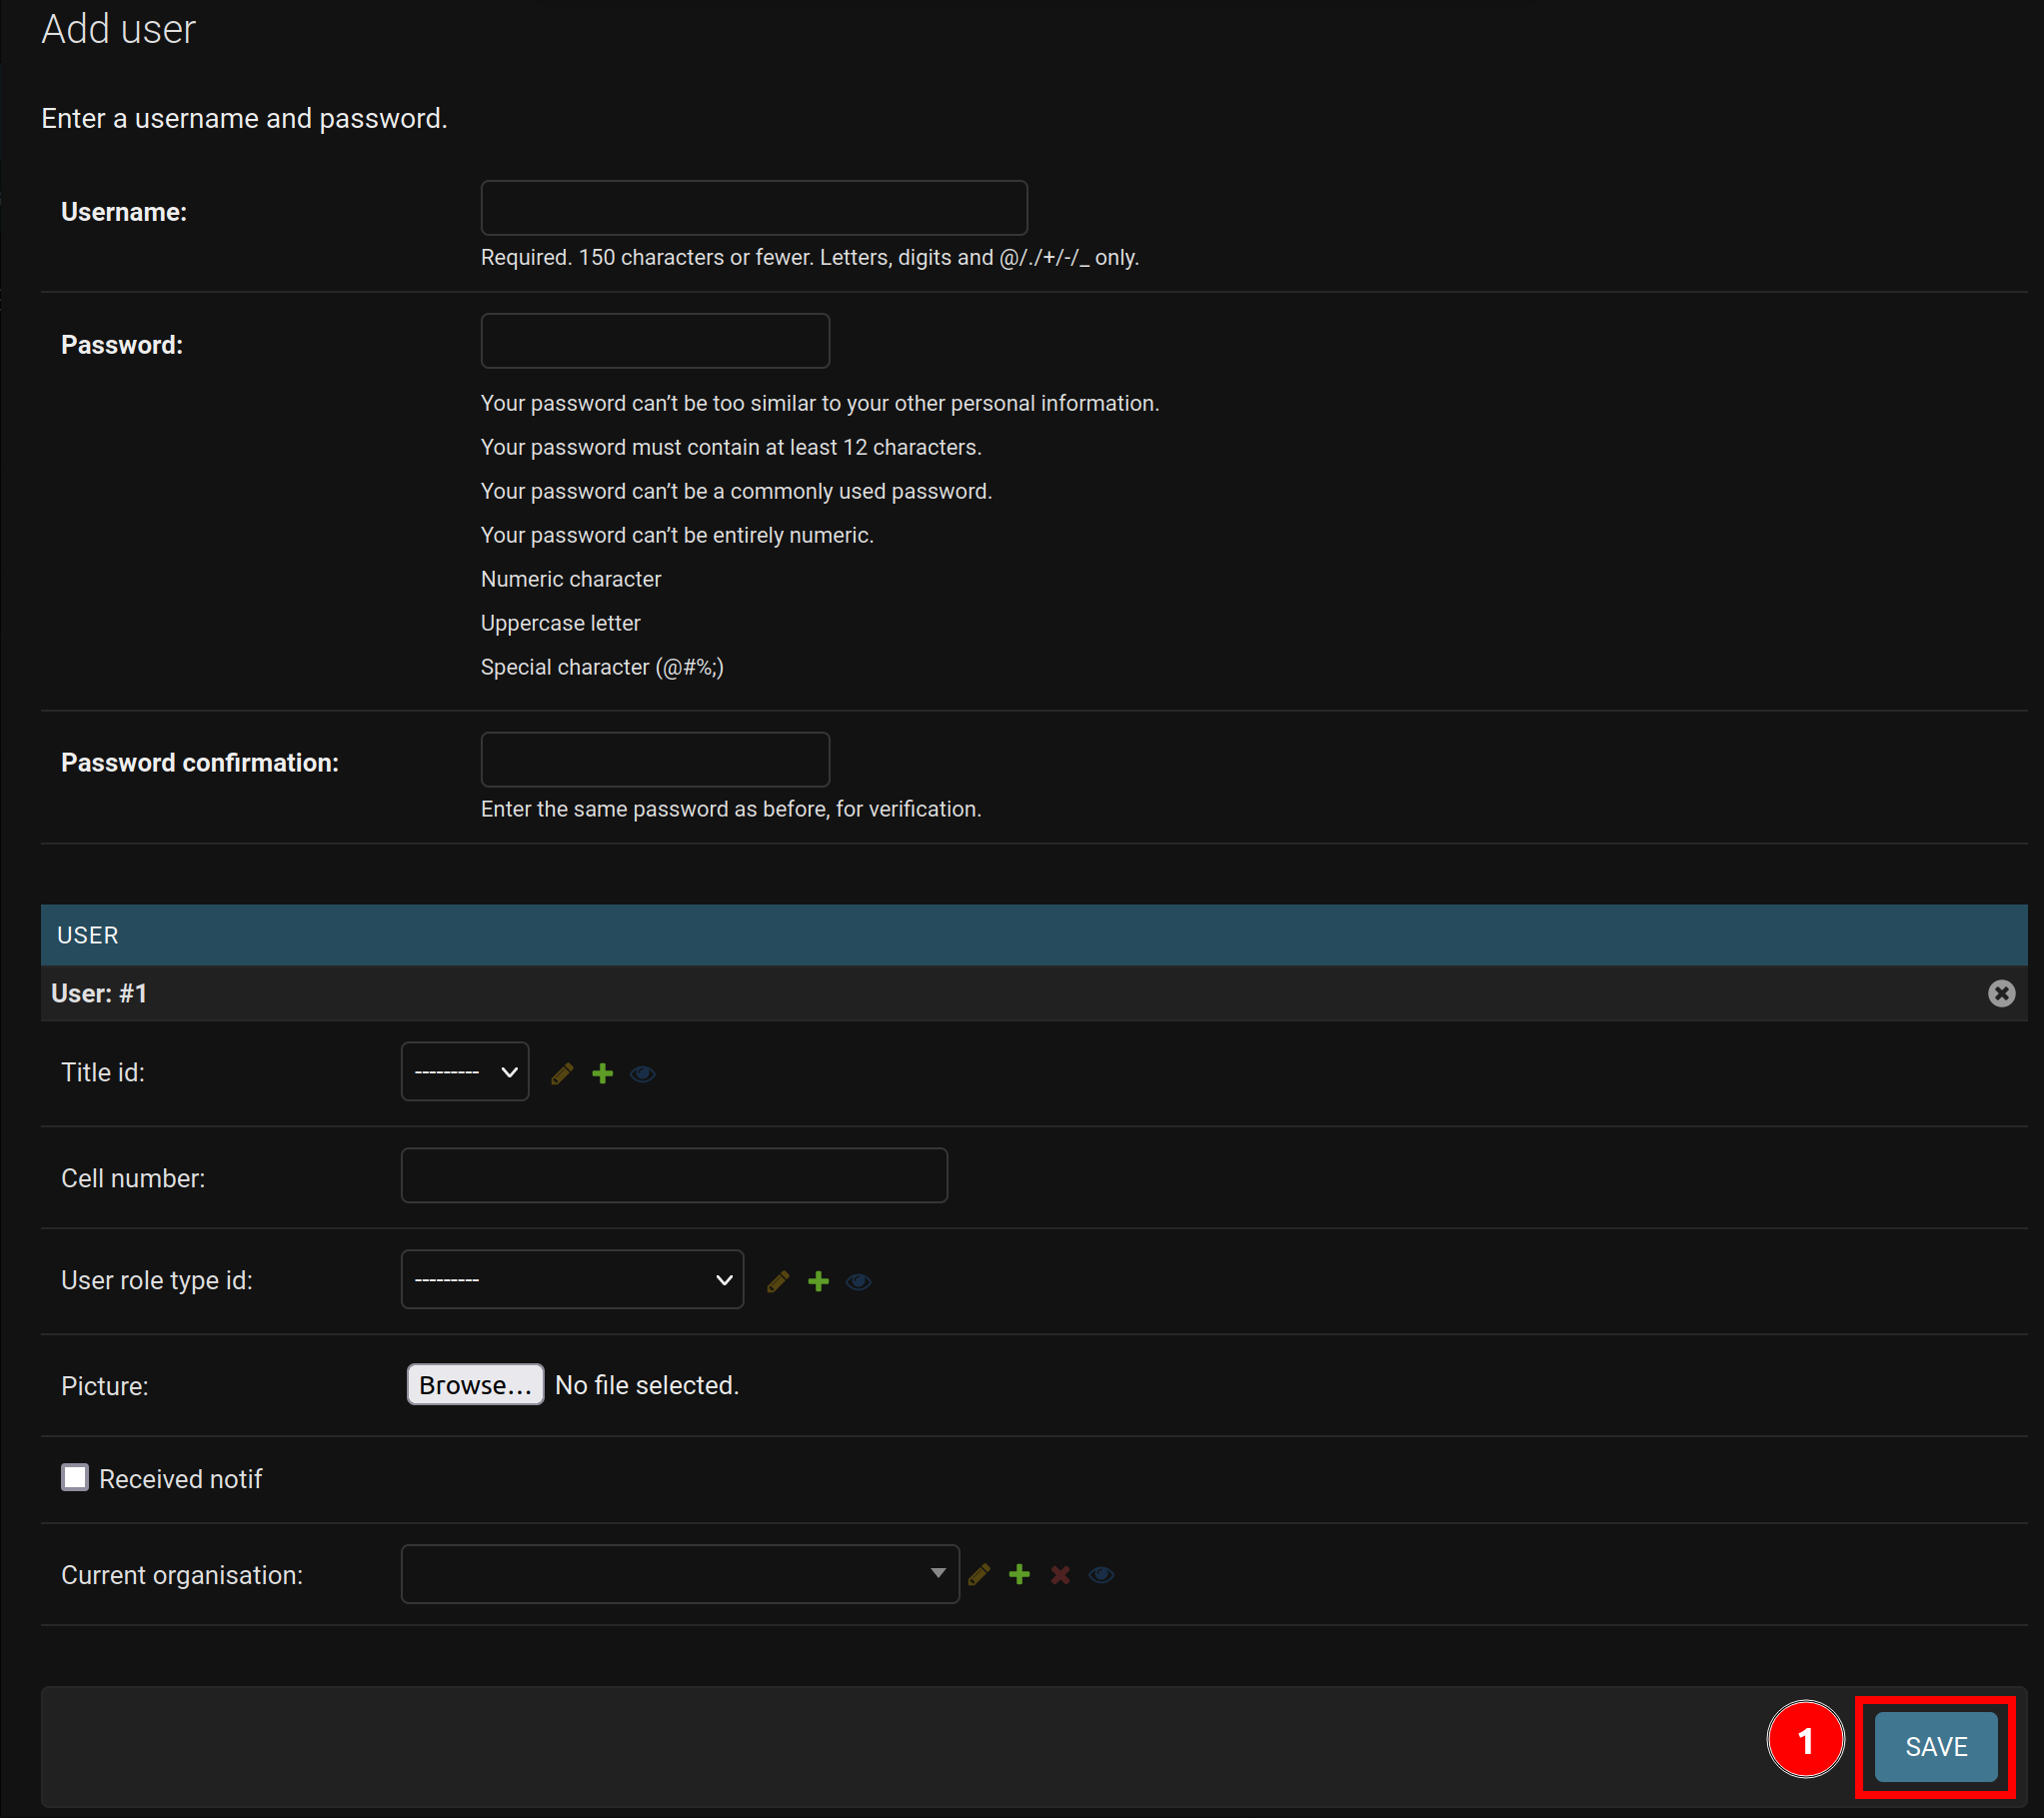 Add user
Enter a username and password.
Username:
Required. 150 characters or fewer. Letters, digits and @/./+/-/_ only.
Password:
Your password can’t be too similar to your other personal information.
Your password must contain at least 12 characters.
Your password can’t be a commonly used password.
Your password can’t be entirely numeric.
Numeric character
Uppercase letter
Special character (@#%;)
Password confirmation:
Enter the same password as before, for verification.
USER
User: #1
Title id: ---------
Cell number:
User role type id: ---------
Picture: Browse... No file selected.
Received notif
Current organisation:
1 SAVE